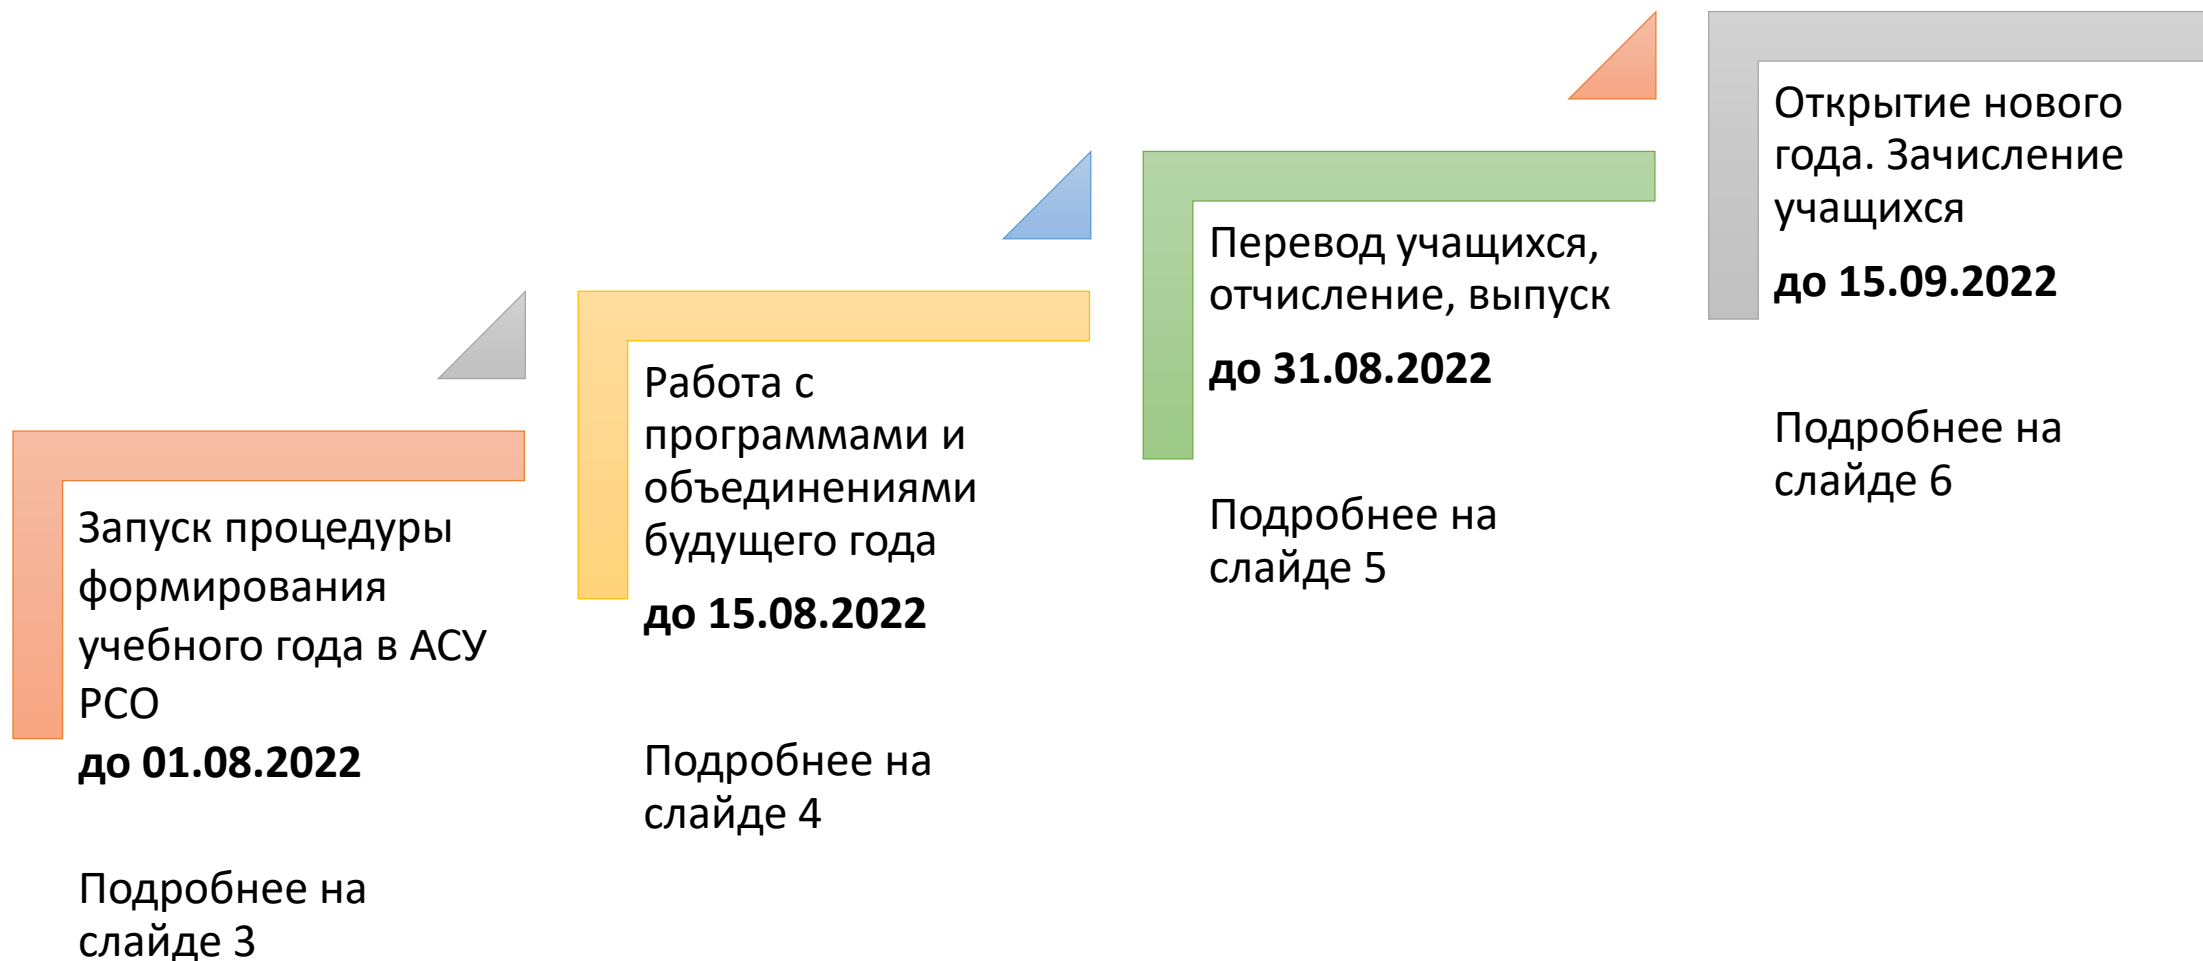 Запуск процедуры
формирования
учебного года в АСУ
РСО
до 01.08.2022
Подробнее на
слайде 3
Работа с
программами и
объединениями
будущего года
до 15.08.2022
Подробнее на
слайде 4
Перевод учащихся,
отчисление, выпуск
до 31.08.2022
Подробнее на
слайде 5
Открытие нового
года. Зачисление
учащихся
до 15.09.2022
Подробнее на
слайде 6